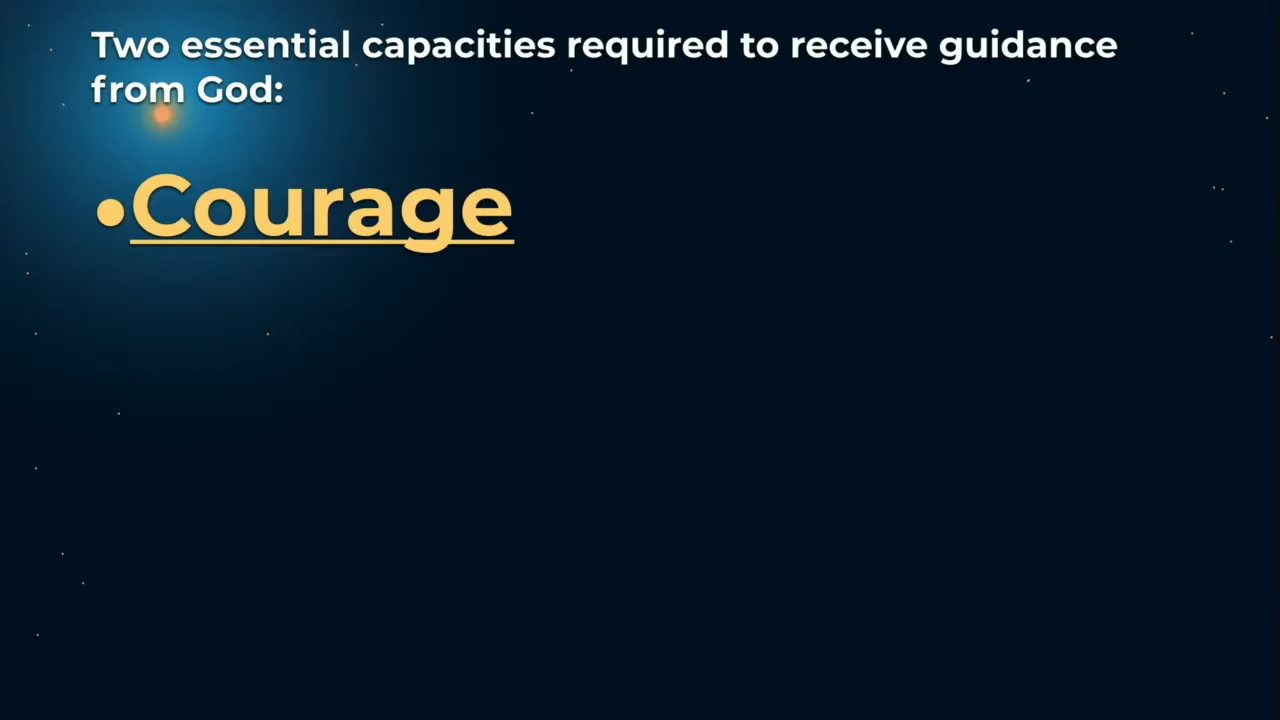 Two essential capacities required to receive guidance
from God:
•Courage